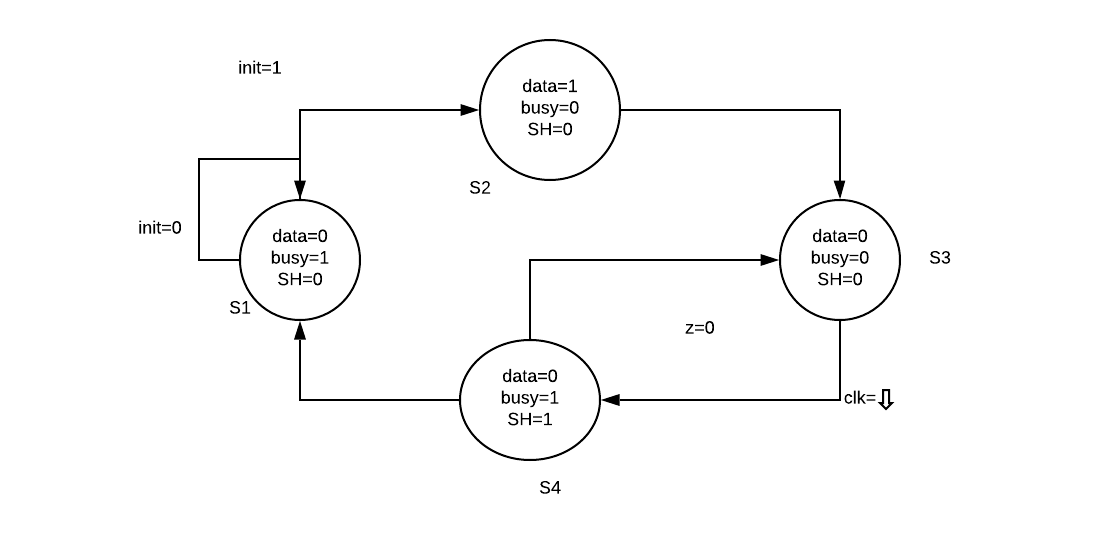 init=1
data=1
busy=0
SH=0
S2
init=0
data=0
busy=1
SH=0
S1
data=0
busy=0
SH=0
S3
z=0
data=0
busy=1
SH=1
clk=
S4